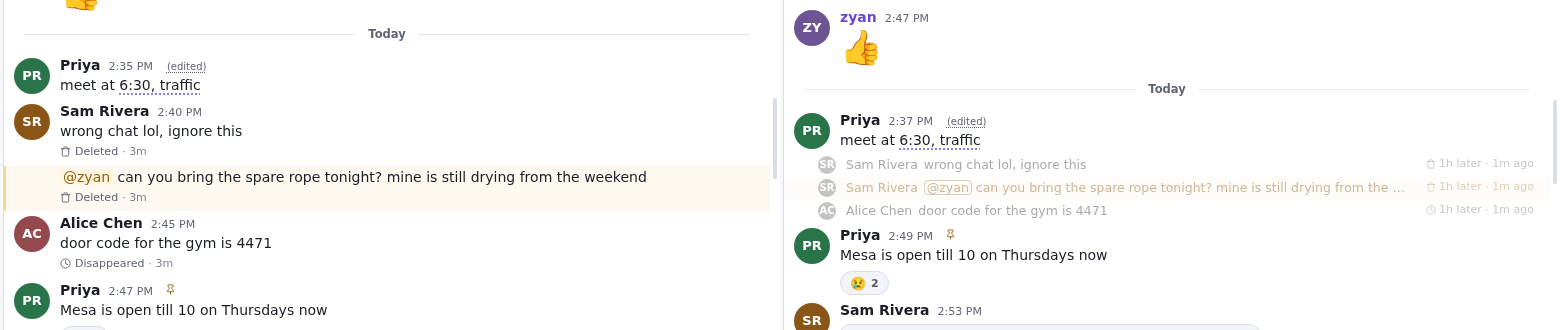 Today
PR
Priya 2:35 PM (edited)
meet at 6:30, traffic
SR
Sam Rivera 2:40 PM
wrong chat lol, ignore this
Deleted · 3m
@zyan can you bring the spare rope tonight? mine is still drying from the weekend
Deleted · 3m
AC
Alice Chen 2:45 PM
door code for the gym is 4471
Disappeared · 3m
PR
Priya 2:47 PM
Mesa is open till 10 on Thursdays now
ZY
zyan 2:47 PM
Today
PR
Priya 2:37 PM (edited)
meet at 6:30, traffic
SR Sam Rivera wrong chat lol, ignore this 1h later · 1m ago
SR Sam Rivera @zyan can you bring the spare rope tonight? mine is still drying from the ... 1h later · 1m ago
AC Alice Chen door code for the gym is 4471 1h later · 1m ago
PR
Priya 2:49 PM
Mesa is open till 10 on Thursdays now
2
SR
Sam Rivera 2:53 PM